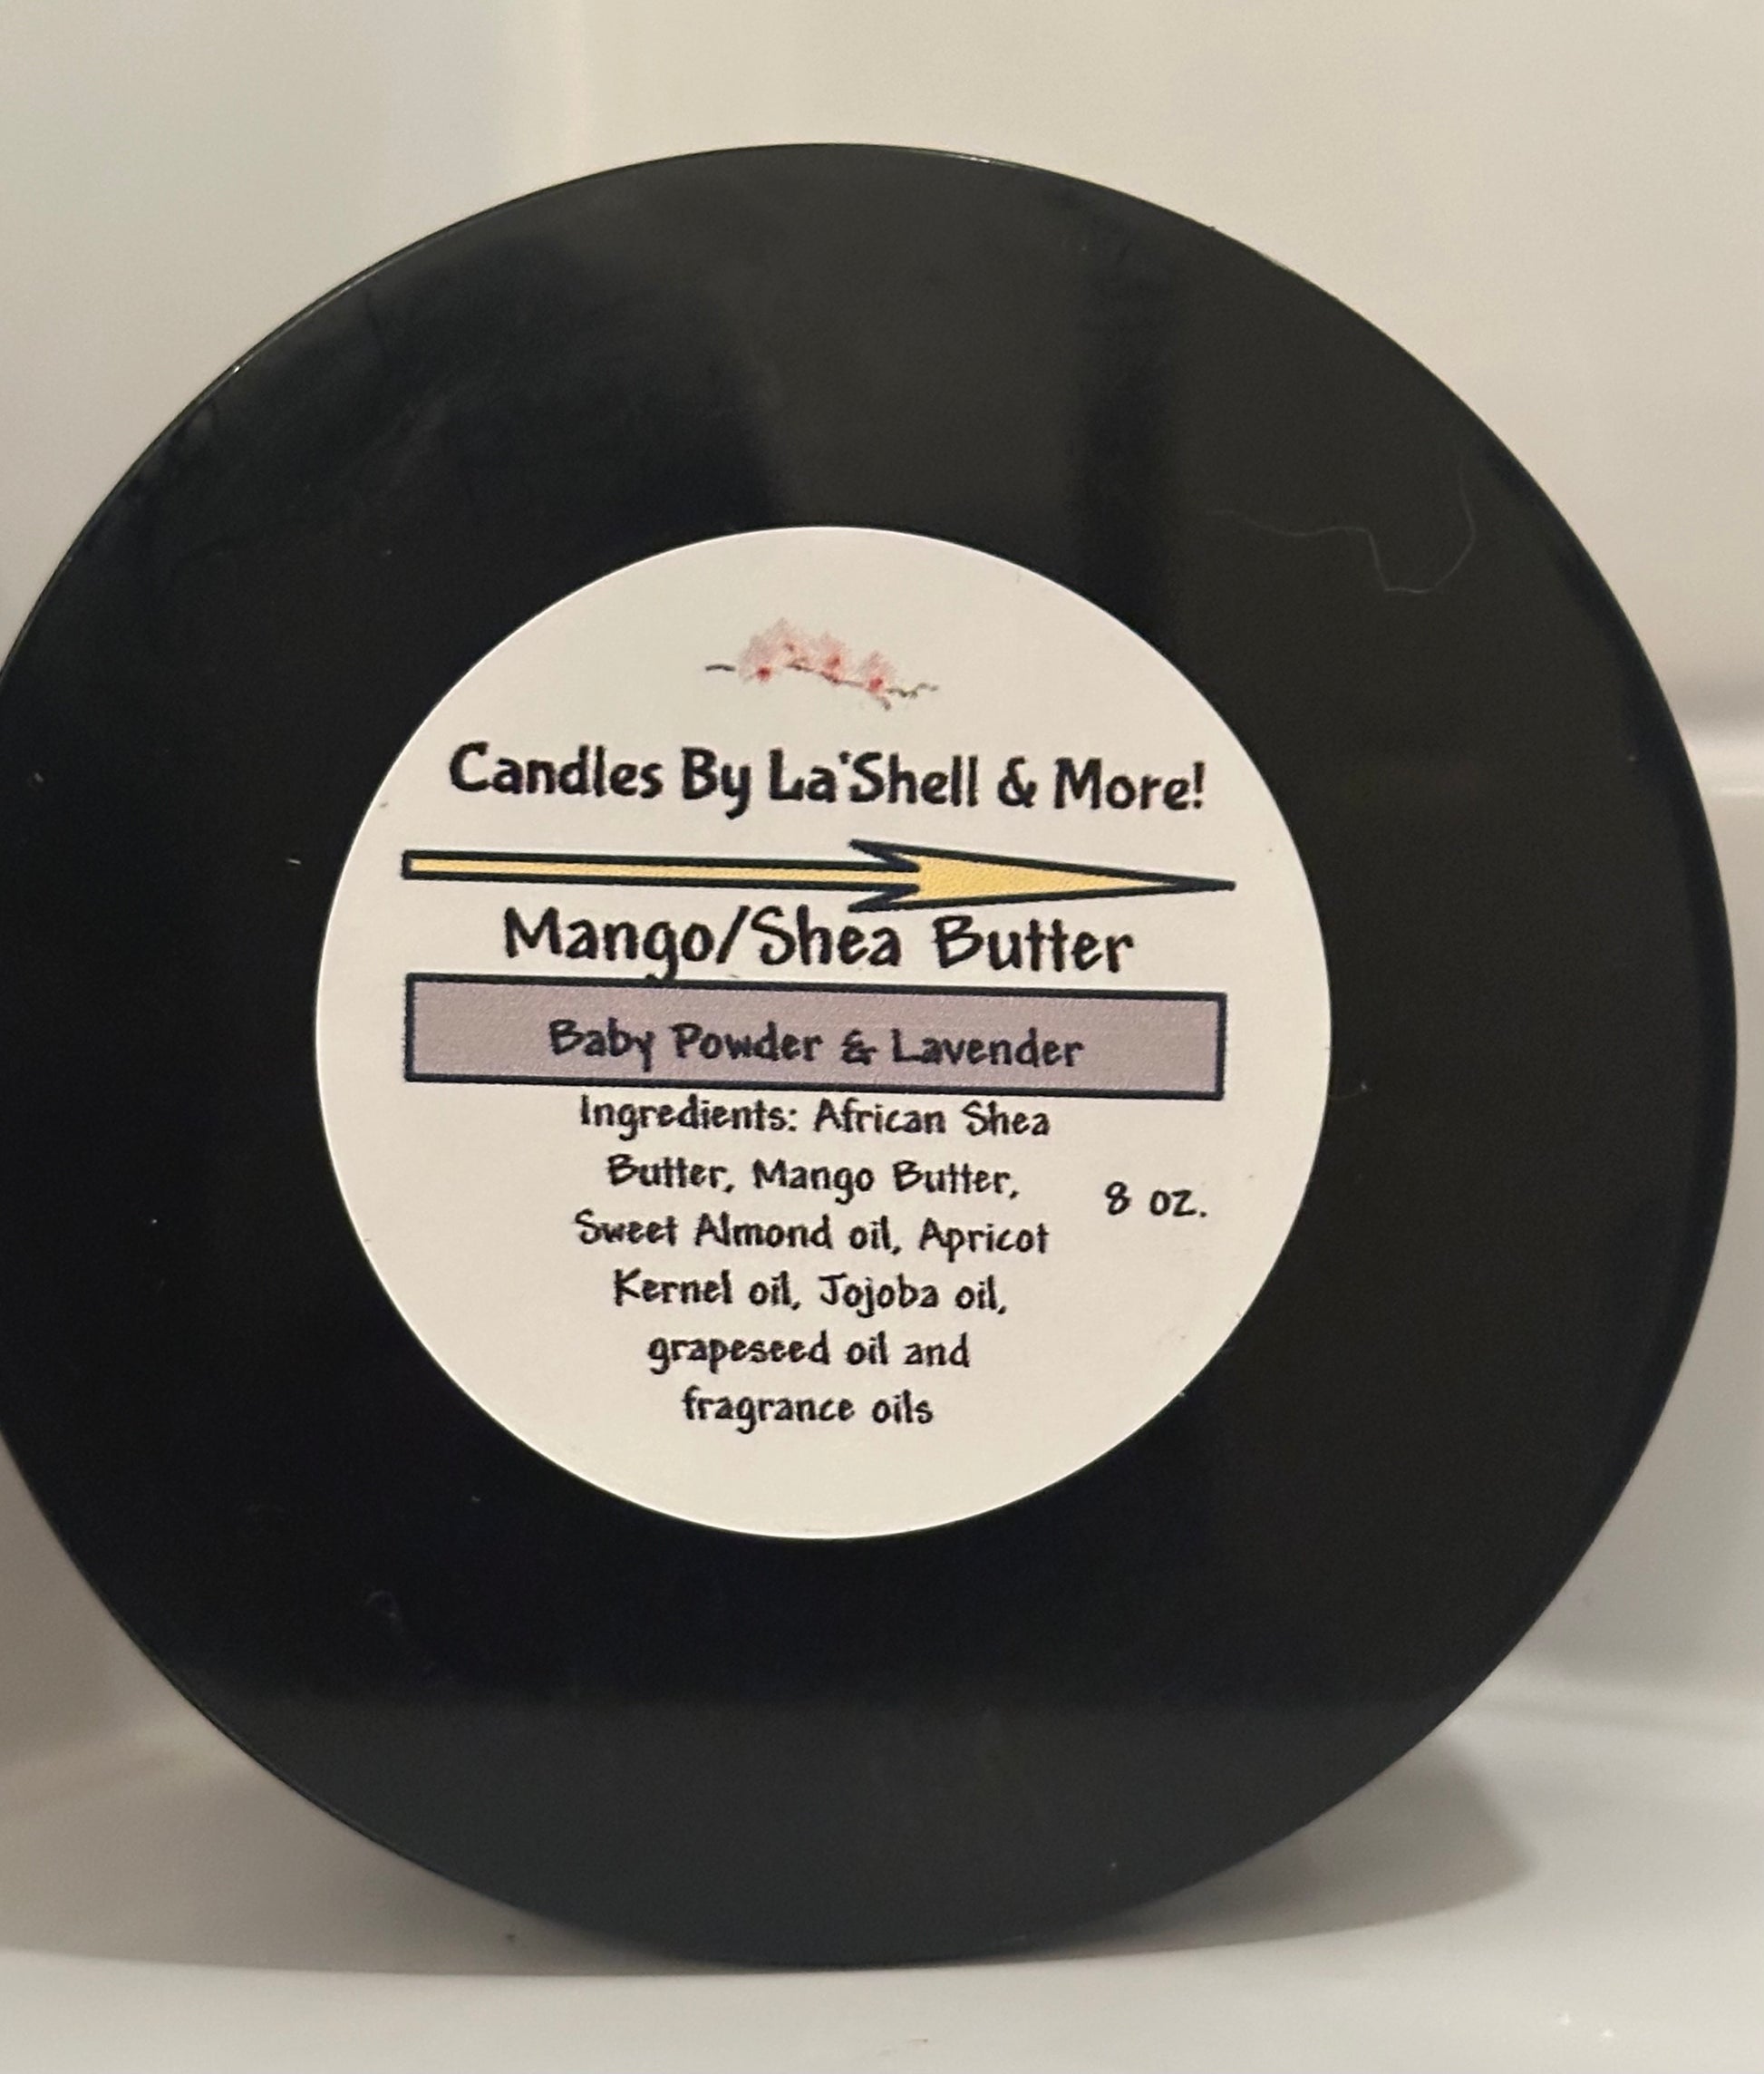 Candles By La'Shell & More!
Mango/Shea Butter
Baby Powder & Lavender
Ingredients: African Shea
Butter, Mango Butter,
8 oz.
Sweet Almond oil, Apricot
Kernel oil, Jojoba oil,
grapeseed oil and
fragrance oils